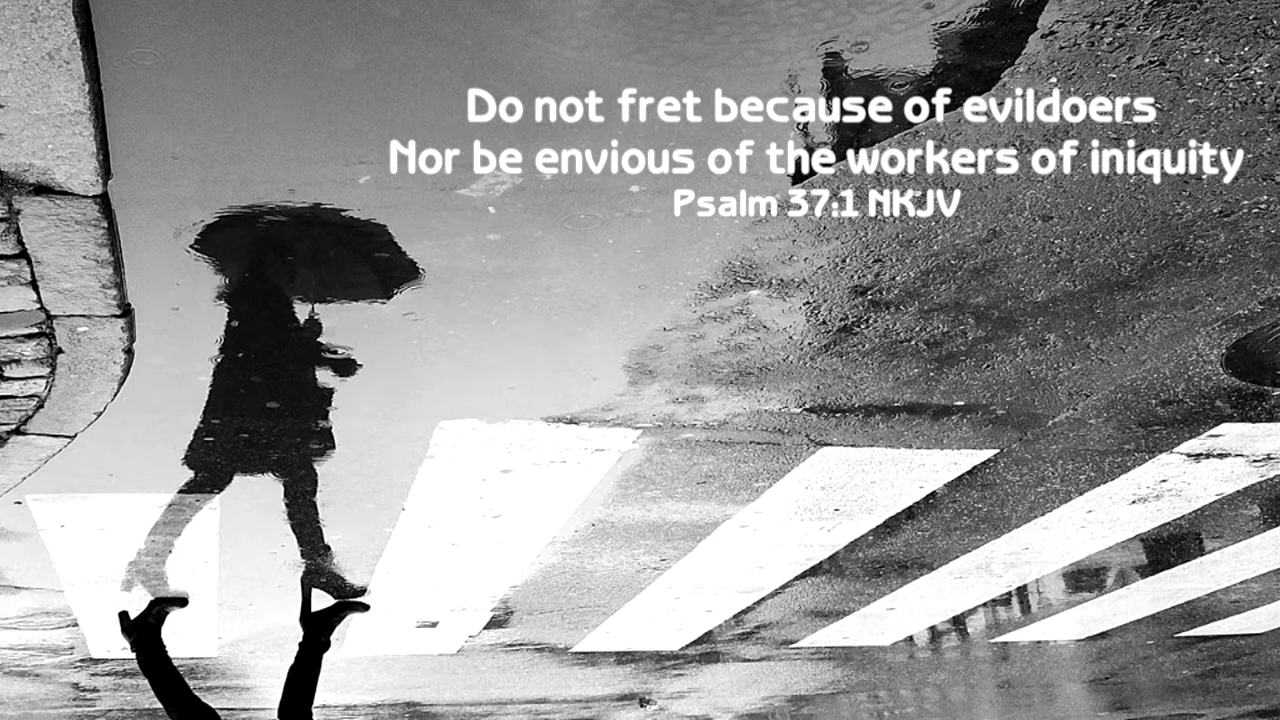 Do not fret because of evildoers
Nor be envious of the workers of iniquity
Psalm 37:1 NKJV